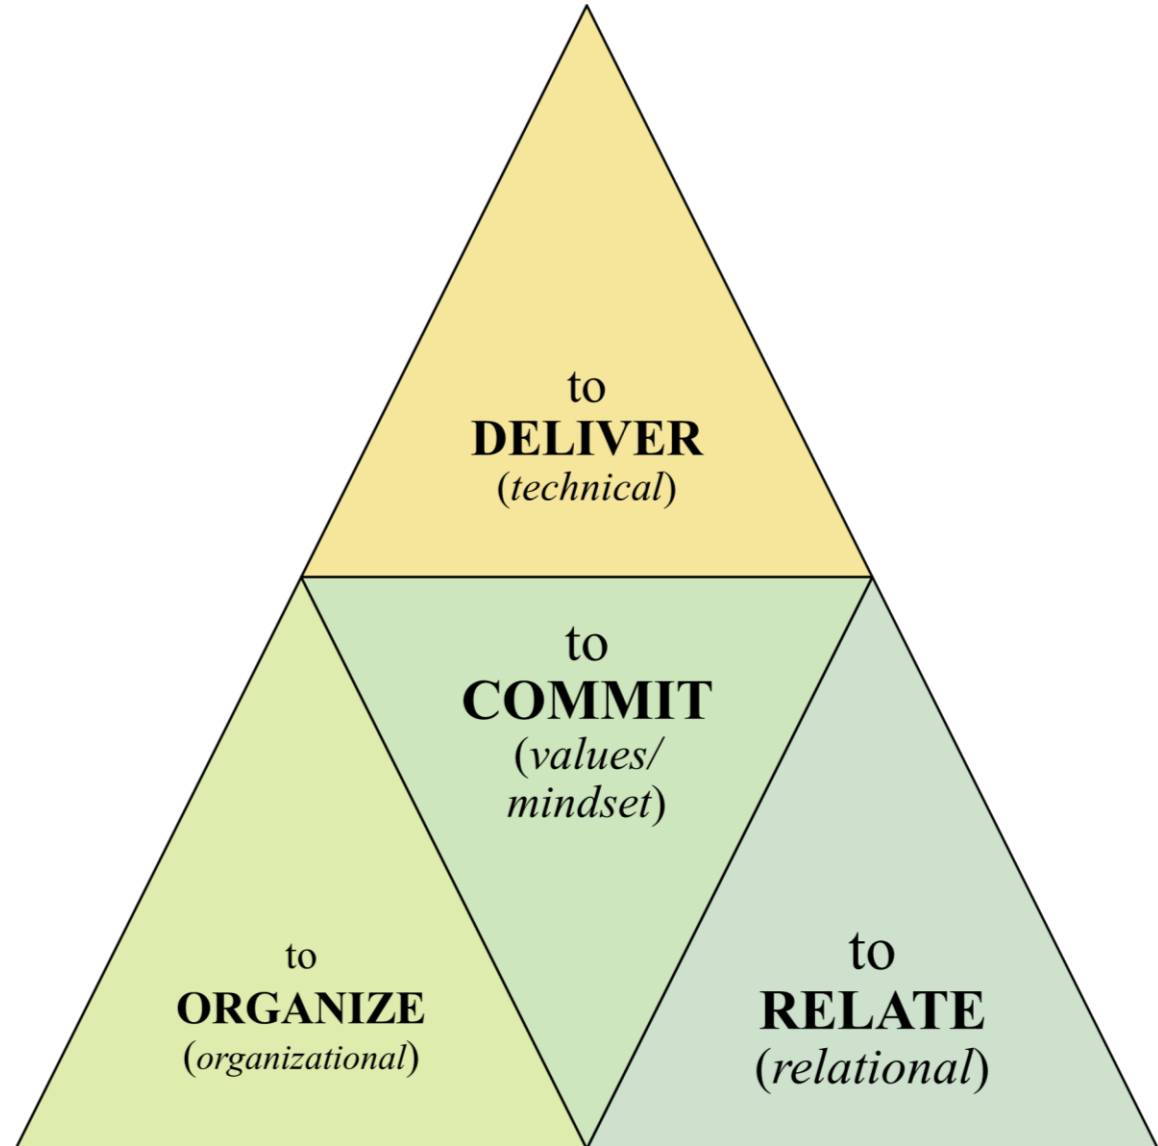 to
DELIVER
(technical)
to
COMMIT
(values/
mindset)
to
ORGANIZE
(organizational)
to
RELATE
(relational)